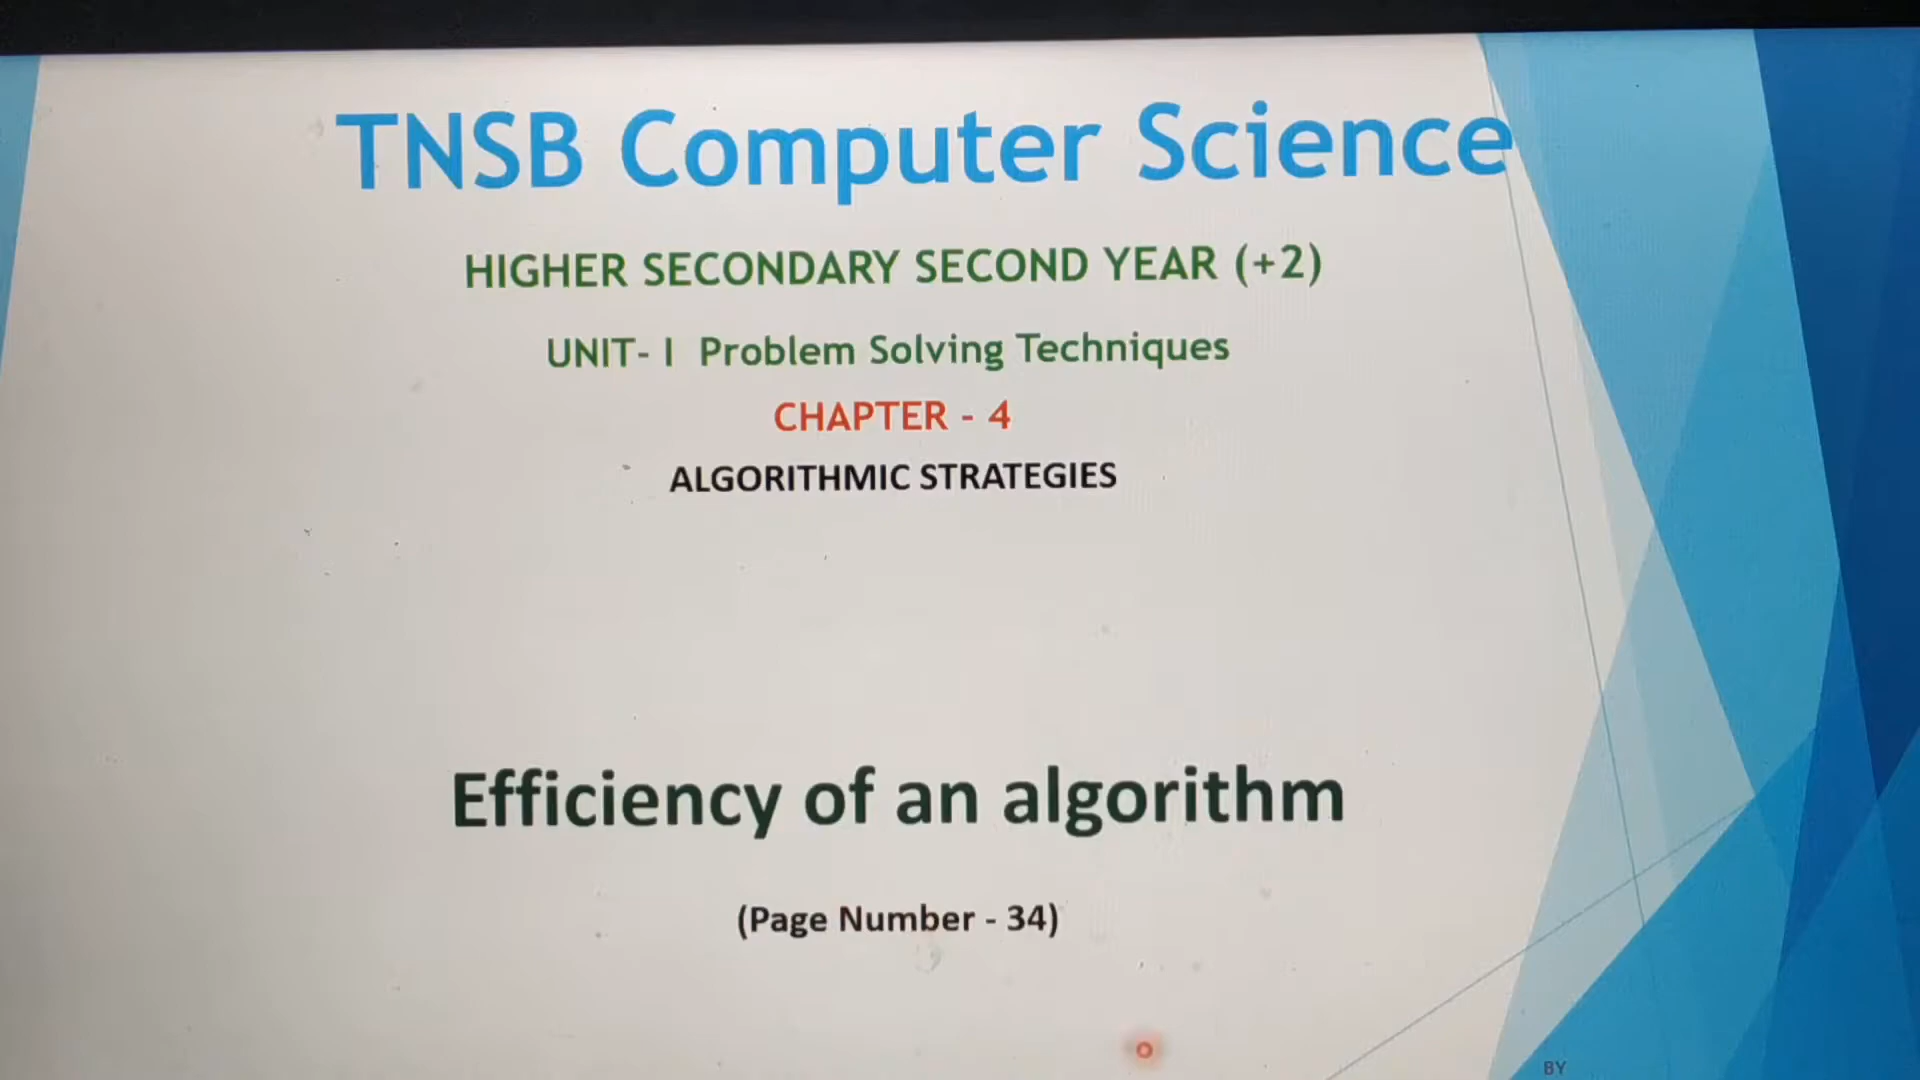 TNSB Computer Science
HIGHER SECONDARY SECOND YEAR (+2)
UNIT- I Problem Solving Techniques
CHAPTER - 4
ALGORITHMIC STRATEGIES
Efficiency of an algorithm
(Page Number - 34)
BY